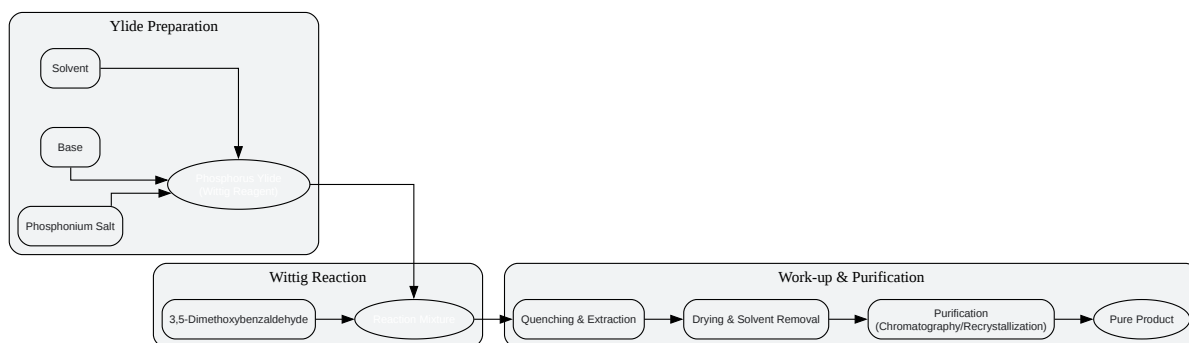 Ylide Preparation
Solvent
Base
Phosphorus Ylide
(Wittig Reagent)
Phosphonium Salt
Wittig Reaction
3,5-Dimethoxybenzaldehyde
Reaction Mixture
Work-up & Purification
Quenching & Extraction
Drying & Solvent Removal
Purification
(Chromatography/Recrystallization)
Pure Product